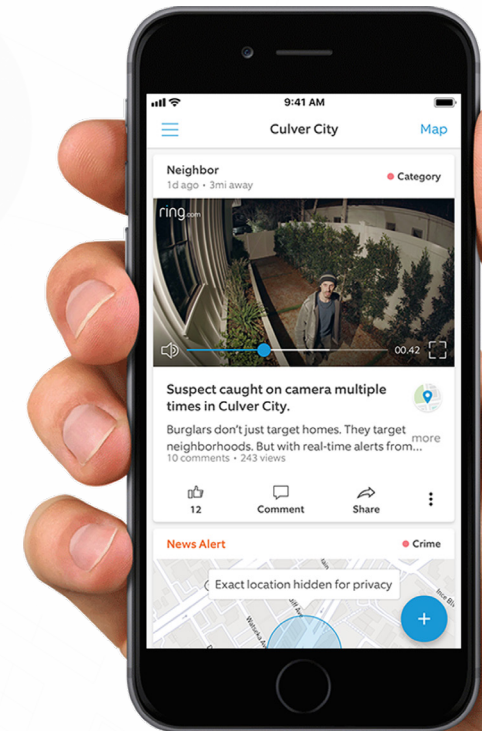 9:41 AM
Culver City
Map
Neighbor
1d ago • 3mi away
Category
ring.com
00.42
Suspect caught on camera multiple
times in Culver City.
Burglars don't just target homes. They target
neighborhoods. But with real-time alerts from...
more
10 comments • 243 views
12
Comment
Share
News Alert
Crime
Exact location hidden for privacy